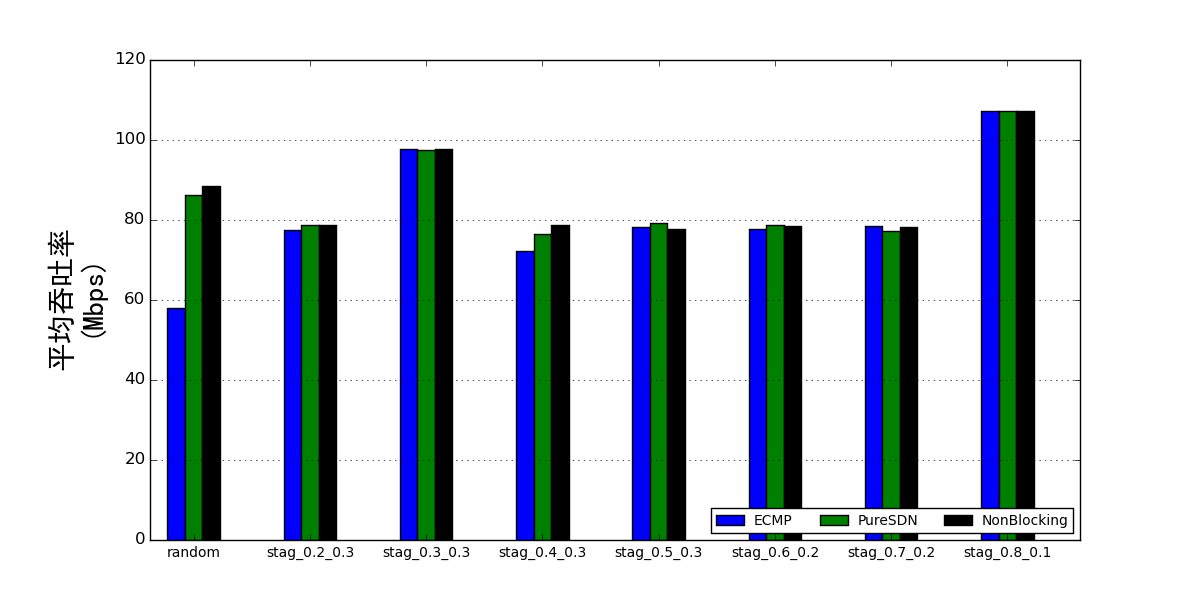 120
100
80
60
40
20
0
平均吞吐率
(Mbps)
ECMP PureSDN NonBlocking
random stag_0.2_0.3 stag_0.3_0.3 stag_0.4_0.3 stag_0.5_0.3 stag_0.6_0.2 stag_0.7_0.2 stag_0.8_0.1